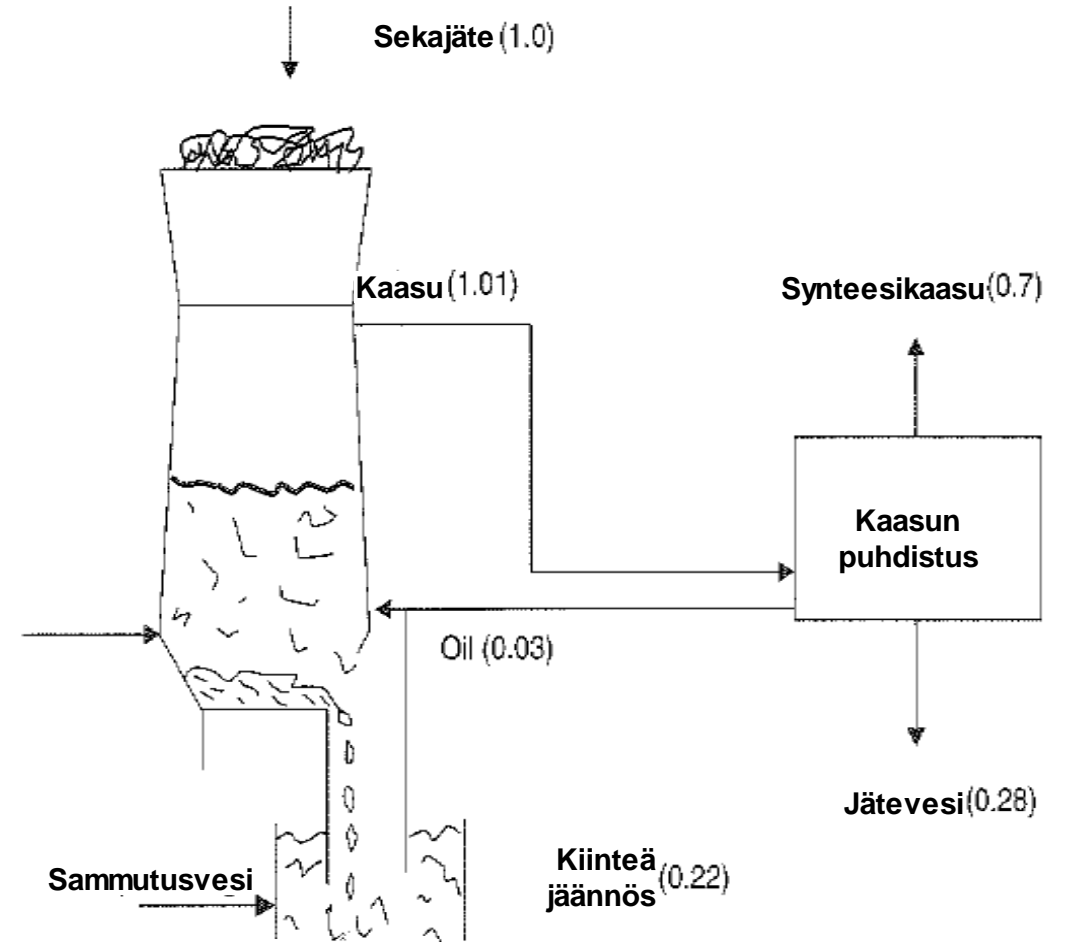 Sekajäte (1.0)
Kaasu (1.01)
Synteesikaasu (0.7)
Kaasun
puhdistus
Oil (0.03)
Jätevesi (0.28)
Sammutusvesi
Kiinteä
jäännös (0.22)